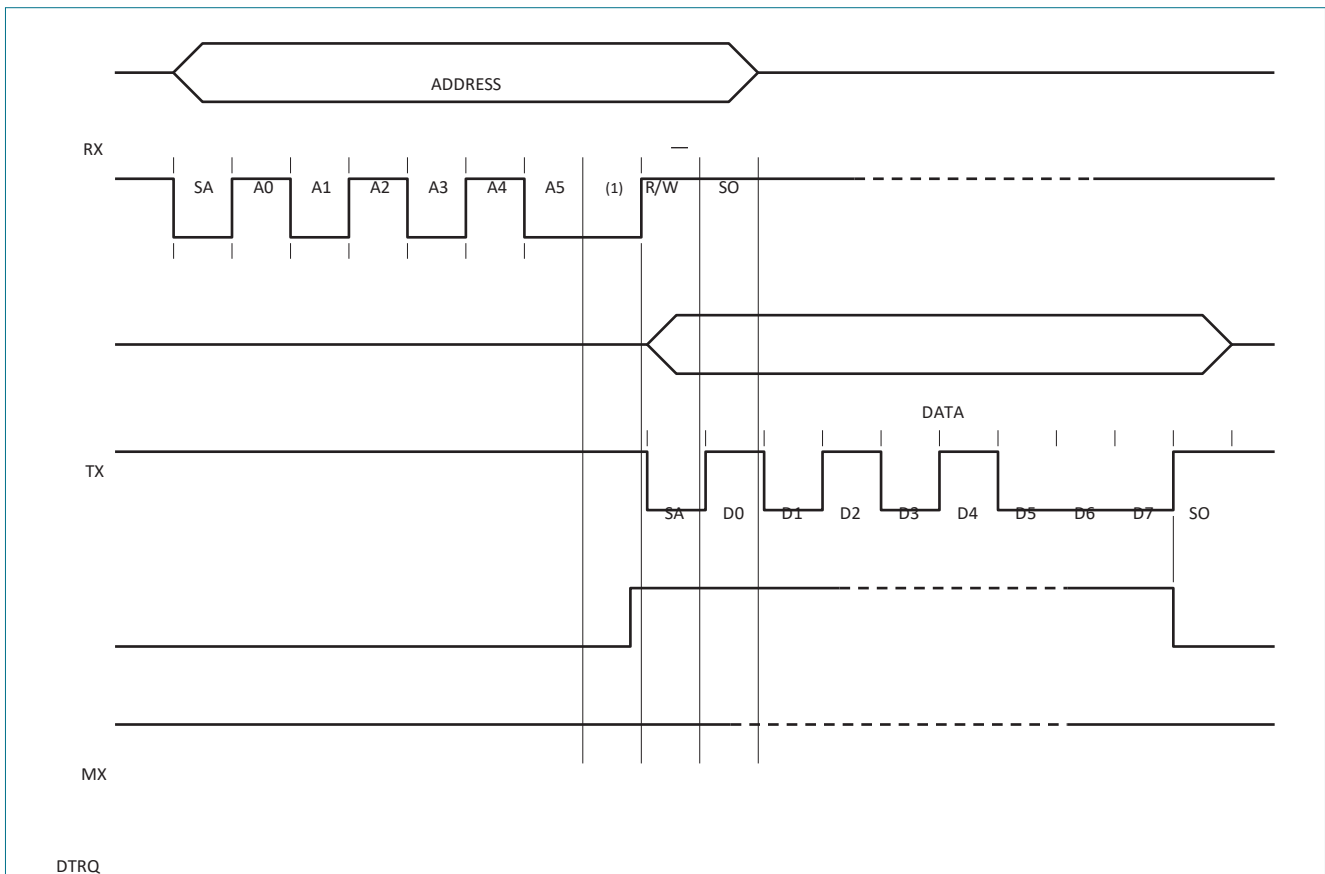 ADDRESS
RX
SA A0 A1 A2 A3 A4 A5 (1) R/W SO
DATA
TX
SA D0 D1 D2 D3 D4 D5 D6 D7 SO
MX
DTRQ